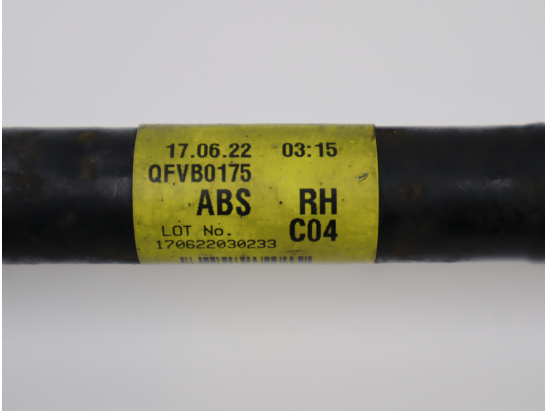 17.06.22 03:15
QFVB0175
ABS RH
LOT No. C04
170622030233